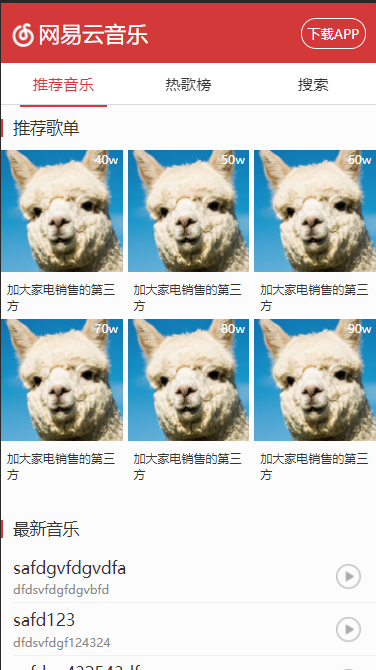 网易云音乐
下载APP
推荐音乐 热歌榜 搜索
推荐歌单
40w 50w 60w
加大家电销售的第三方
加大家电销售的第三方
加大家电销售的第三方
70w 80w 90w
加大家电销售的第三方
加大家电销售的第三方
加大家电销售的第三方
最新音乐
safdgvfdgvdfa
dfdsvfdgfdgvbfd
safd123
dfdsvfdgf124324